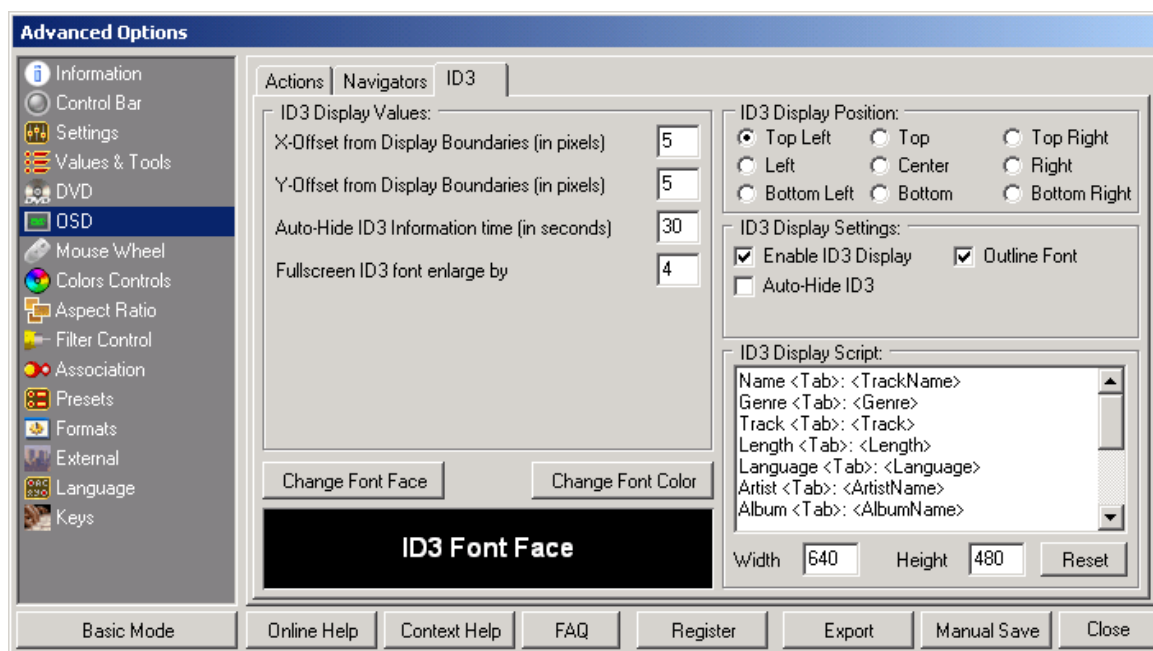 Advanced Options
Information
Control Bar
Settings
Values & Tools
DVD
OSD
Mouse Wheel
Colors Controls
Aspect Ratio
Filter Control
Association
Presets
Formats
External
Language
Keys
Actions Navigators ID3
ID3 Display Values:
X-Offset from Display Boundaries (in pixels) 5
Y-Offset from Display Boundaries (in pixels) 5
Auto-Hide ID3 Information time (in seconds) 30
Fullscreen ID3 font enlarge by 4
Change Font Face Change Font Color
ID3 Font Face
ID3 Display Position:
Top Left Top Top Right
Left Center Right
Bottom Left Bottom Bottom Right
ID3 Display Settings:
Enable ID3 Display Outline Font
Auto-Hide ID3
ID3 Display Script:
Name <Tab>: <TrackName>
Genre <Tab>: <Genre>
Track <Tab>: <Track>
Length <Tab>: <Length>
Language <Tab>: <Language>
Artist <Tab>: <ArtistName>
Album <Tab>: <AlbumName>
Width 640 Height 480 Reset
Basic Mode Online Help Context Help FAQ Register Export Manual Save Close